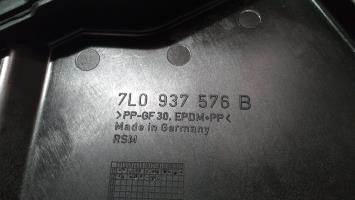 7L0 937 576 B
>PP-GF30.EPDM+PP<
Made in Germany
RSM